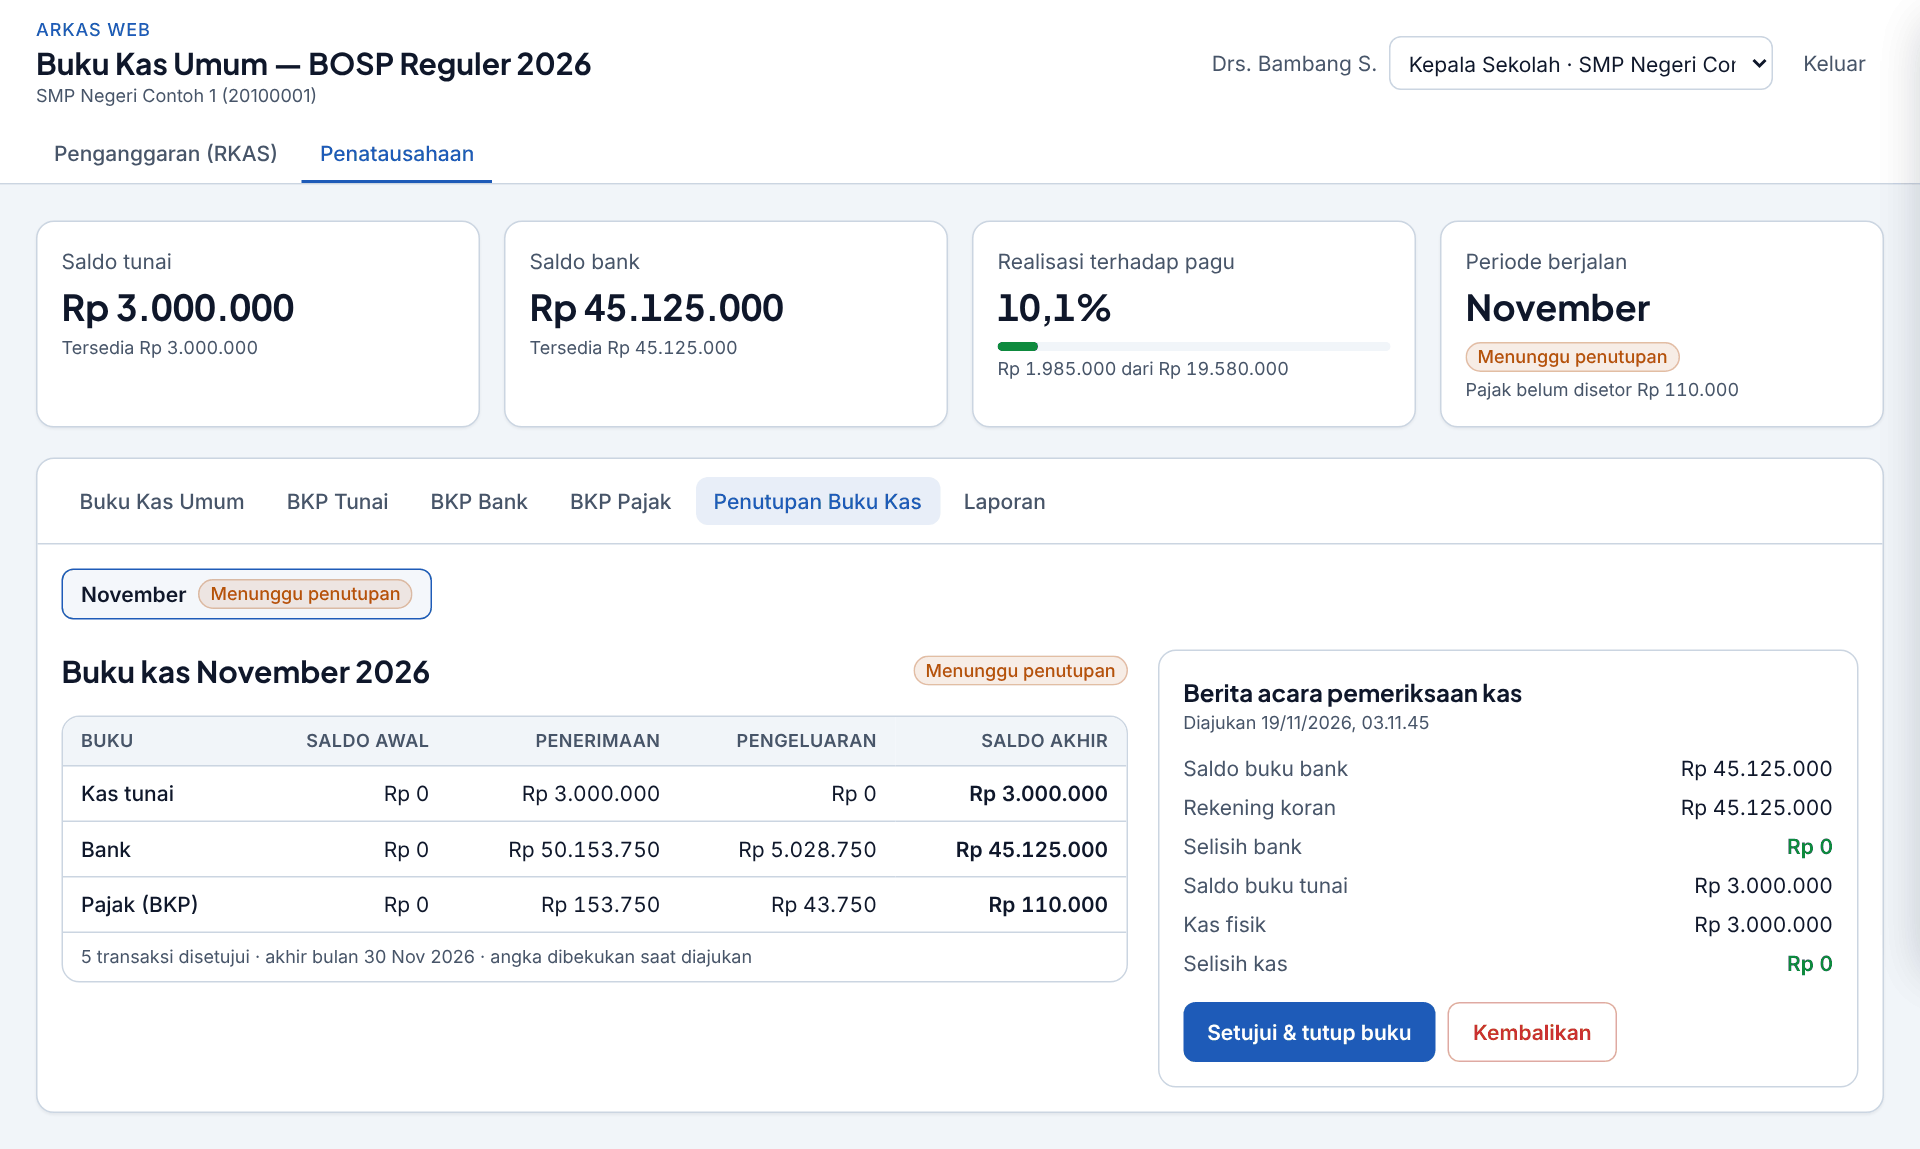 ARKAS WEB
Buku Kas Umum — BOSP Reguler 2026
SMP Negeri Contoh 1 (20100001)
Drs. Bambang S.
Kepala Sekolah · SMP Negeri Cor
Keluar
Penganggaran (RKAS)
Penatausahaan
Saldo tunai
Rp 3.000.000
Tersedia Rp 3.000.000
Saldo bank
Rp 45.125.000
Tersedia Rp 45.125.000
Realisasi terhadap pagu
10,1%
Rp 1.985.000 dari Rp 19.580.000
Periode berjalan
November
Menunggu penutupan
Pajak belum disetor Rp 110.000
Buku Kas Umum BKP Tunai BKP Bank BKP Pajak Penutupan Buku Kas Laporan
November Menunggu penutupan
Buku kas November 2026 Menunggu penutupan
BUKU SALDO AWAL PENERIMAAN PENGELUARAN SALDO AKHIR
Kas tunai Rp 0 Rp 3.000.000 Rp 0 Rp 3.000.000
Bank Rp 0 Rp 50.153.750 Rp 5.028.750 Rp 45.125.000
Pajak (BKP) Rp 0 Rp 153.750 Rp 43.750 Rp 110.000
5 transaksi disetujui · akhir bulan 30 Nov 2026 · angka dibekukan saat diajukan
Berita acara pemeriksaan kas
Diajukan 19/11/2026, 03.11.45
Saldo buku bank Rp 45.125.000
Rekening koran Rp 45.125.000
Selisih bank Rp 0
Saldo buku tunai Rp 3.000.000
Kas fisik Rp 3.000.000
Selisih kas Rp 0
Setujui & tutup buku Kembalikan